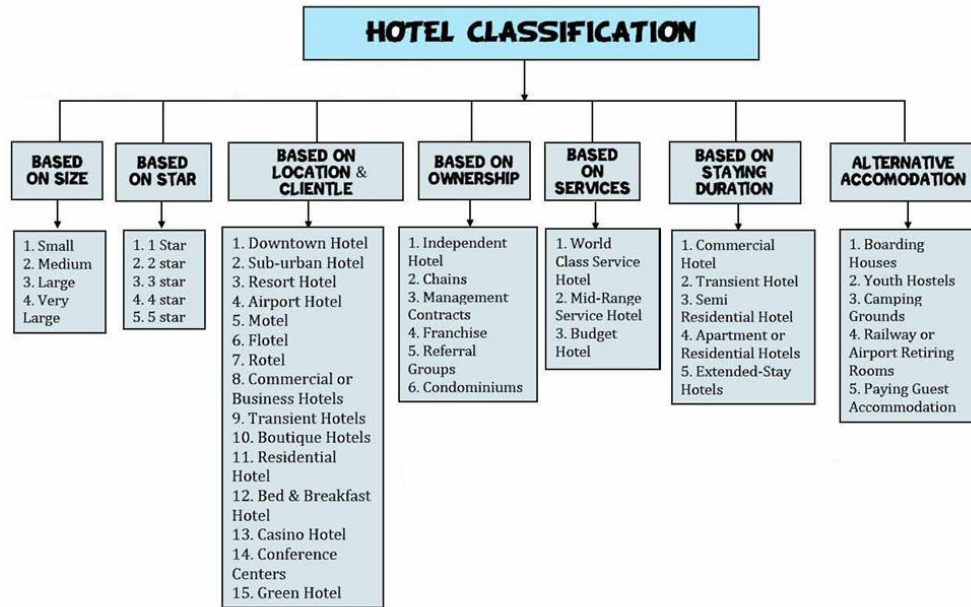 HOTEL CLASSIFICATION
BASED
ON SIZE
1. Small
2. Medium
3. Large
4. Very
Large
BASED
ON STAR
1. 1 Star
2. 2 star
3. 3 star
4. 4 star
5. 5 star
BASED ON
LOCATION &
CLIENTLE
1. Downtown Hotel
2. Sub-urban Hotel
3. Resort Hotel
4. Airport Hotel
5. Motel
6. Flotel
7. Rotel
8. Commercial or
Business Hotels
9. Transient Hotels
10. Boutique Hotels
11. Residential
Hotel
12. Bed & Breakfast
Hotel
13. Casino Hotel
14. Conference
Centers
15. Green Hotel
BASED ON
OWNERSHIP
1. Independent
Hotel
2. Chains
3. Management
Contracts
4. Franchise
5. Referral
Groups
6. Condominiums
BASED
ON
SERVICES
1. World
Class Service
Hotel
2. Mid-Range
Service Hotel
3. Budget
Hotel
BASED ON
STAYING
DURATION
1. Commercial
Hotel
2. Transient Hotel
3. Semi
Residential Hotel
4. Apartment or
Residential Hotels
5. Extended-Stay
Hotels
ALTERNATIVE
ACCOMODATION
1. Boarding
Houses
2. Youth Hostels
3. Camping
Grounds
4. Railway or
Airport Retiring
Rooms
5. Paying Guest
Accommodation